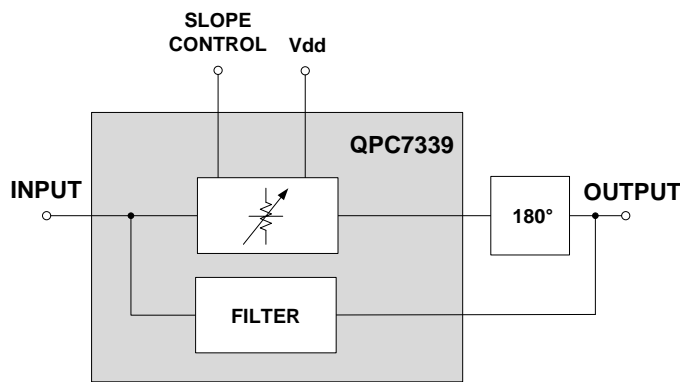 SLOPE
CONTROL
Vdd
QPC7339
INPUT
OUTPUT
180°
FILTER